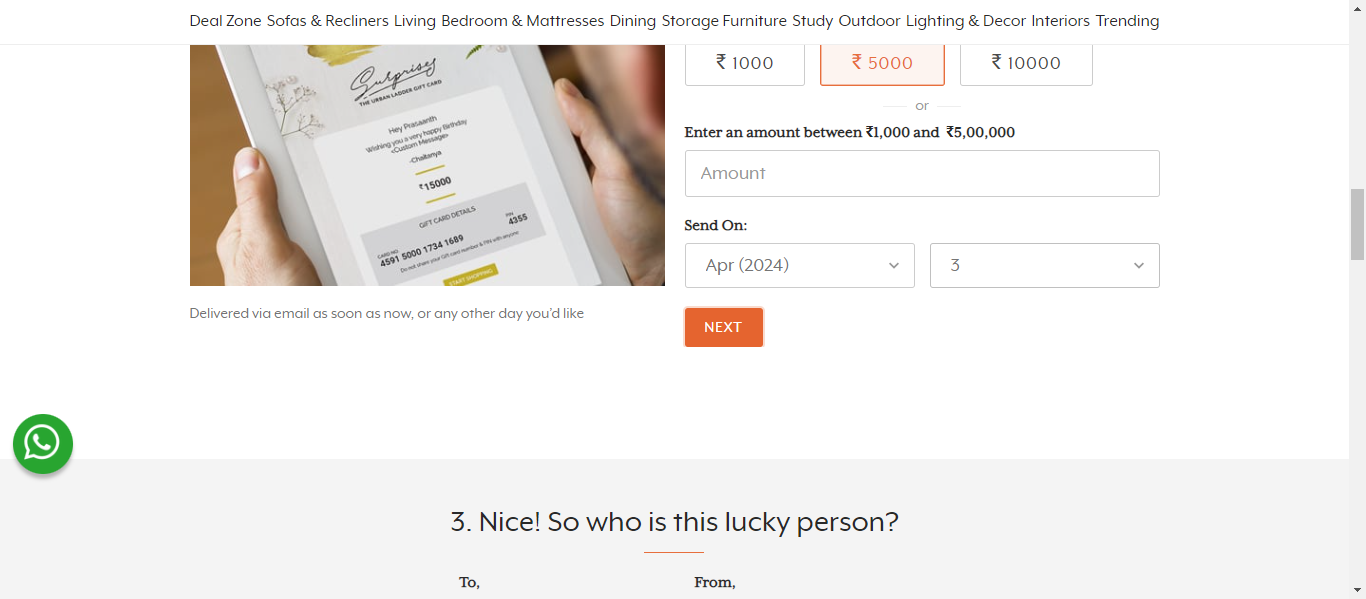 Deal Zone Sofas & Recliners Living Bedroom & Mattresses Dining Storage Furniture Study Outdoor Lighting & Decor Interiors Trending
Surprises
THE URBAN LADDER GIFT CARD
Hey Prasaanth
Wishing you a very happy Birthday
<Custom Message>
-Chaitanya
₹15000
GIFT CARD DETAILS
CARD NO. PIN
4591 5000 1734 1689 4355
Do not share your Gift card number & PIN with anyone
START SHOPPING
Delivered via email as soon as now, or any other day you'd like
₹ 1000 ₹ 5000 ₹ 10000
or
Enter an amount between ₹1,000 and ₹5,00,000
Amount
Send On:
Apr (2024) 3
NEXT
3. Nice! So who is this lucky person?
To, From,